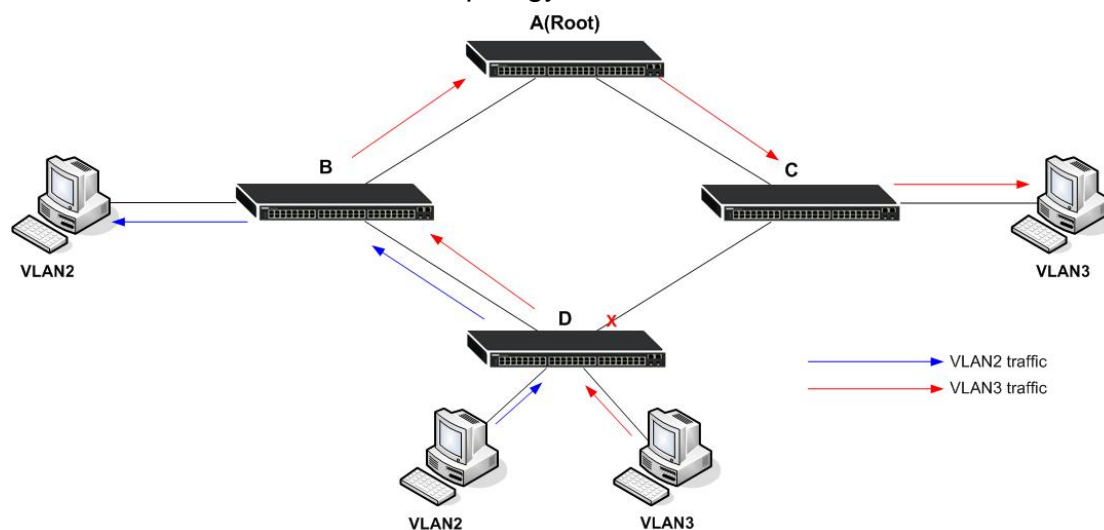 A(Root)
B
C
VLAN2
VLAN3
D
X
VLAN2 traffic
VLAN3 traffic
VLAN2
VLAN3